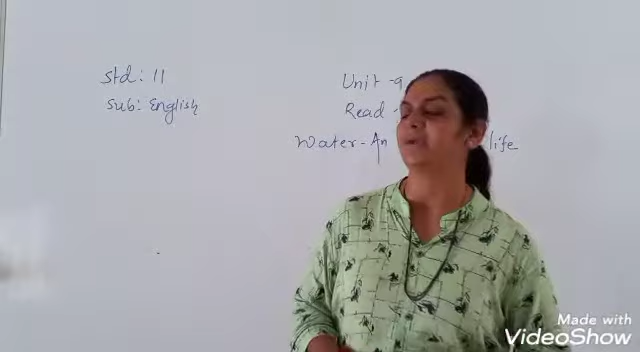 Std: 11
Sub: English
Unit - 9
Read -
Water - An life
Made with
VideoShow